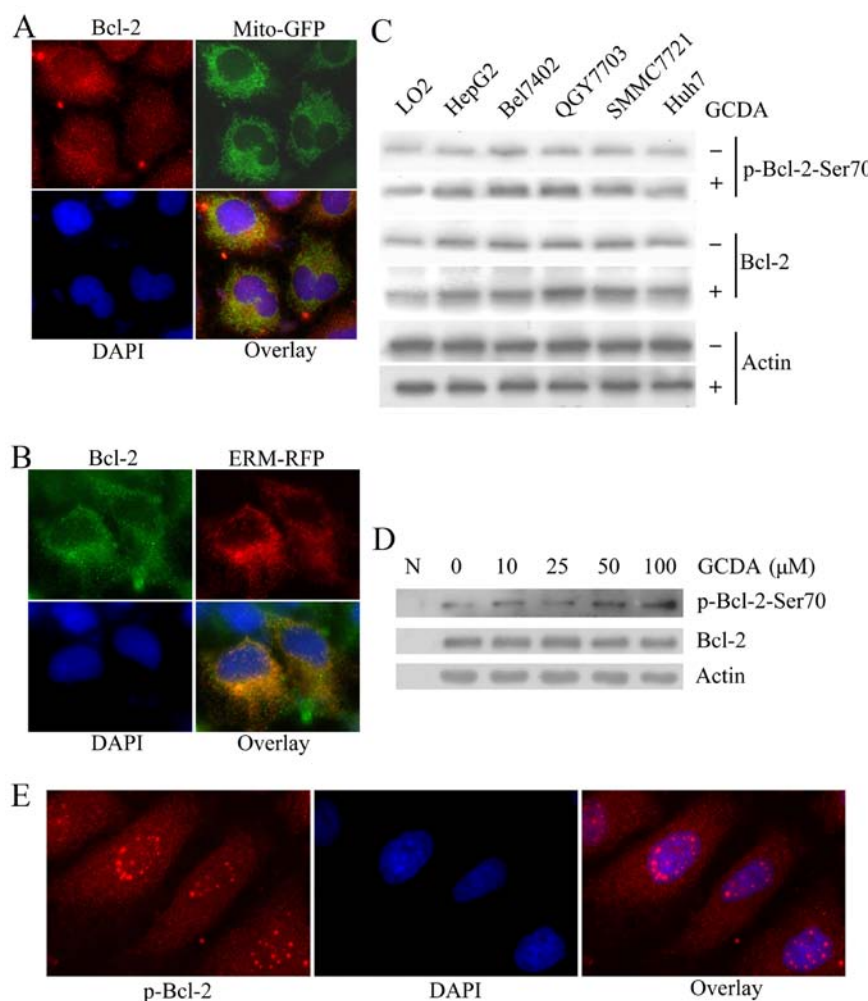 A
Bcl-2 Mito-GFP
DAPI Overlay
B
Bcl-2 ERM-RFP
DAPI Overlay
C
LO2 HepG2 Bel7402 QGY7703 SMMC7721 Huh7 GCDA
− p-Bcl-2-Ser70
+
− Bcl-2
+
− Actin
+
D
N 0 10 25 50 100 GCDA (μM)
p-Bcl-2-Ser70
Bcl-2
Actin
E
p-Bcl-2 DAPI Overlay